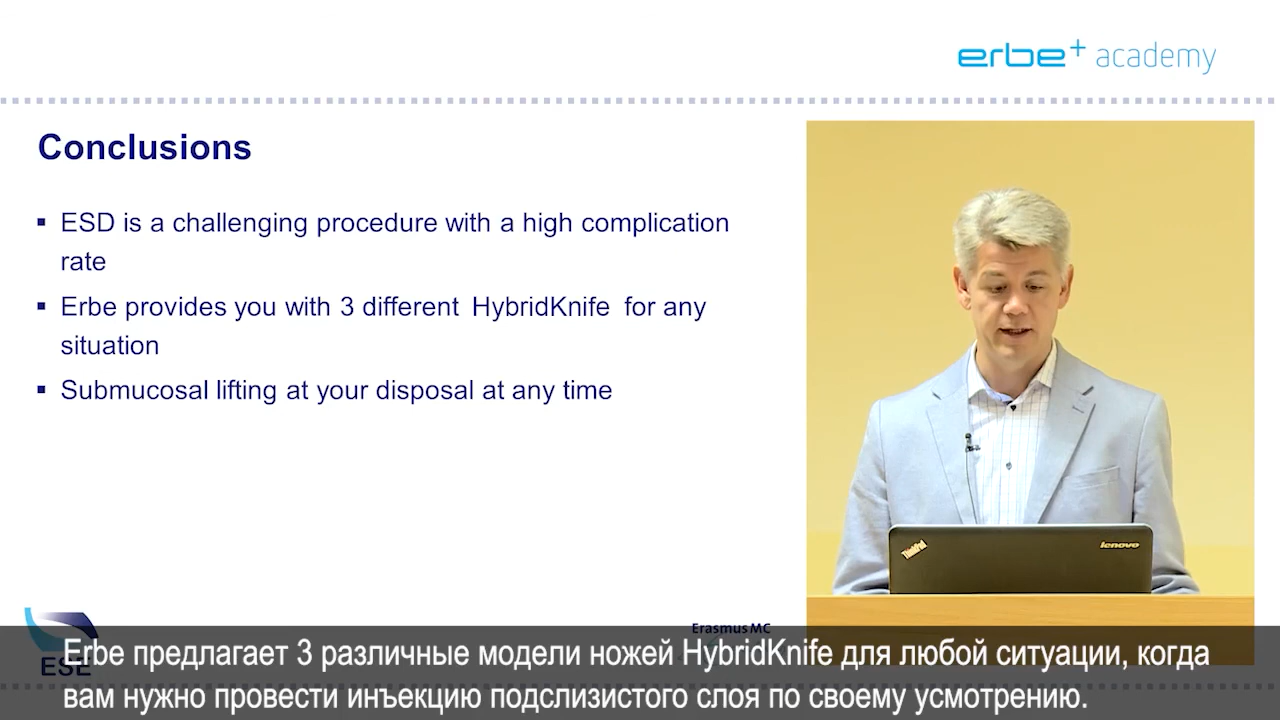 erbe+ academy
Conclusions
ESD is a challenging procedure with a high complication
rate
Erbe provides you with 3 different HybridKnife for any
situation
Submucosal lifting at your disposal at any time
ThinkPad
lenovo
Erasmus MC
ESE
Erbe предлагает 3 различные модели ножей HybridKnife для любой ситуации, когда
вам нужно провести инъекцию подслизистого слоя по своему усмотрению.